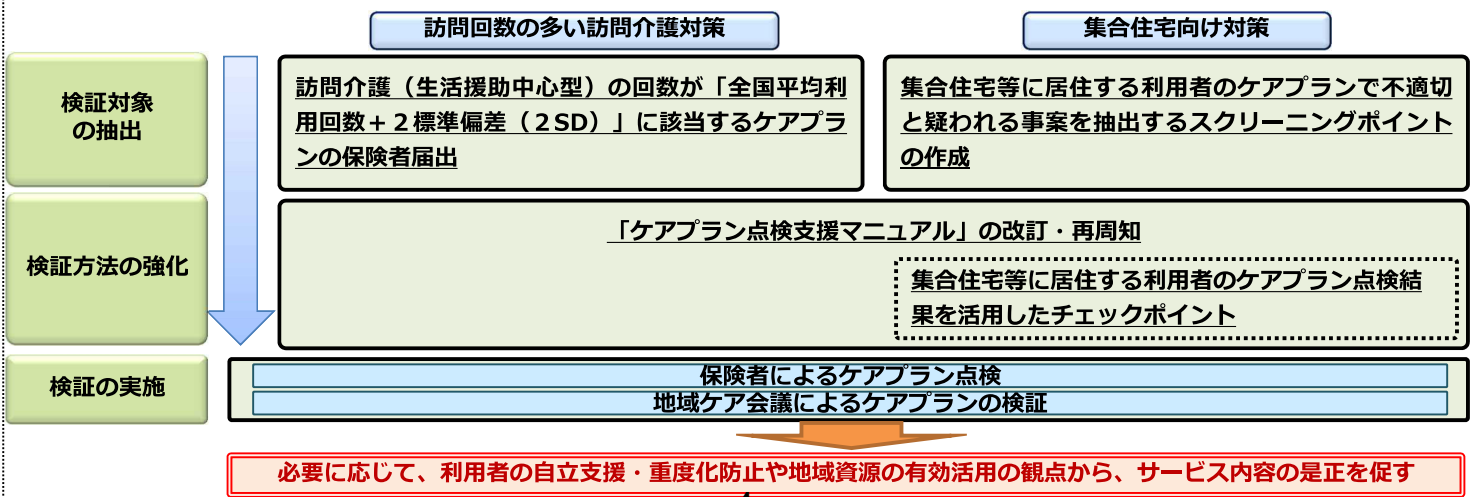 訪問回数の多い訪問介護対策
集合住宅向け対策
検証対象
の抽出
訪問介護（生活援助中心型）の回数が「全国平均利
用回数＋２標準偏差（２SD）」に該当するケアプラ
ンの保険者届出
集合住宅等に居住する利用者のケアプランで不適切
と疑われる事案を抽出するスクリーニングポイント
の作成
検証方法の強化
「ケアプラン点検支援マニュアル」の改訂・再周知
集合住宅等に居住する利用者のケアプラン点検結
果を活用したチェックポイント
検証の実施
保険者によるケアプラン点検
地域ケア会議によるケアプランの検証
必要に応じて、利用者の自立支援・重度化防止や地域資源の有効活用の観点から、サービス内容の是正を促す